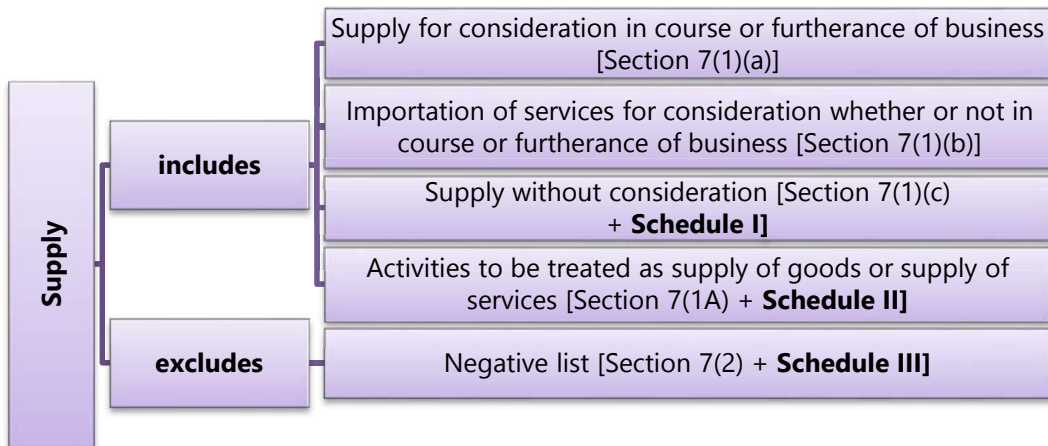 Supply
includes
Supply for consideration in course or furtherance of business
[Section 7(1)(a)]
Importation of services for consideration whether or not in
course or furtherance of business [Section 7(1)(b)]
Supply without consideration [Section 7(1)(c)
+ Schedule I]
Activities to be treated as supply of goods or supply of
services [Section 7(1A) + Schedule II]
excludes
Negative list [Section 7(2) + Schedule III]